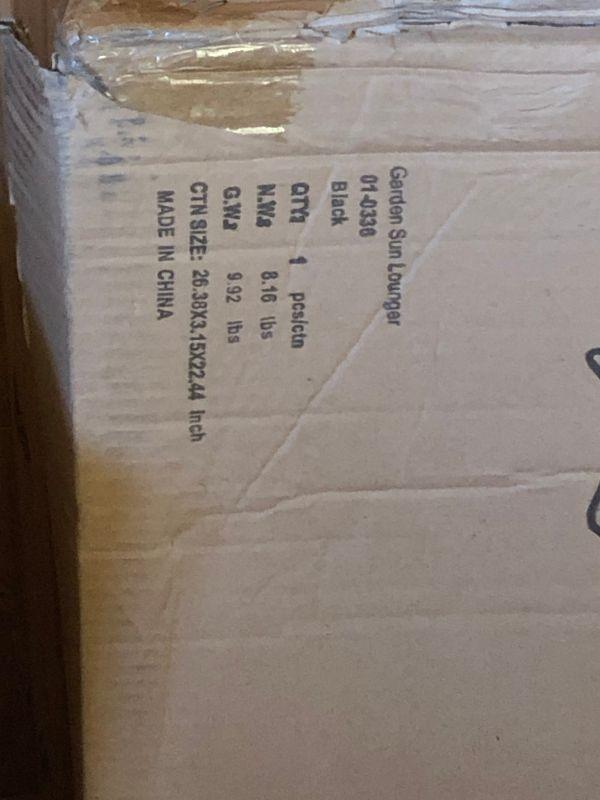 Garden Sun Lounger
01-0336
Black
QTY: 1 pcs/ctn
N.W.: 8.16 lbs
G.W.: 9.92 lbs
CTN SIZE: 26.38X3.15X22.44 Inch
MADE IN CHINA